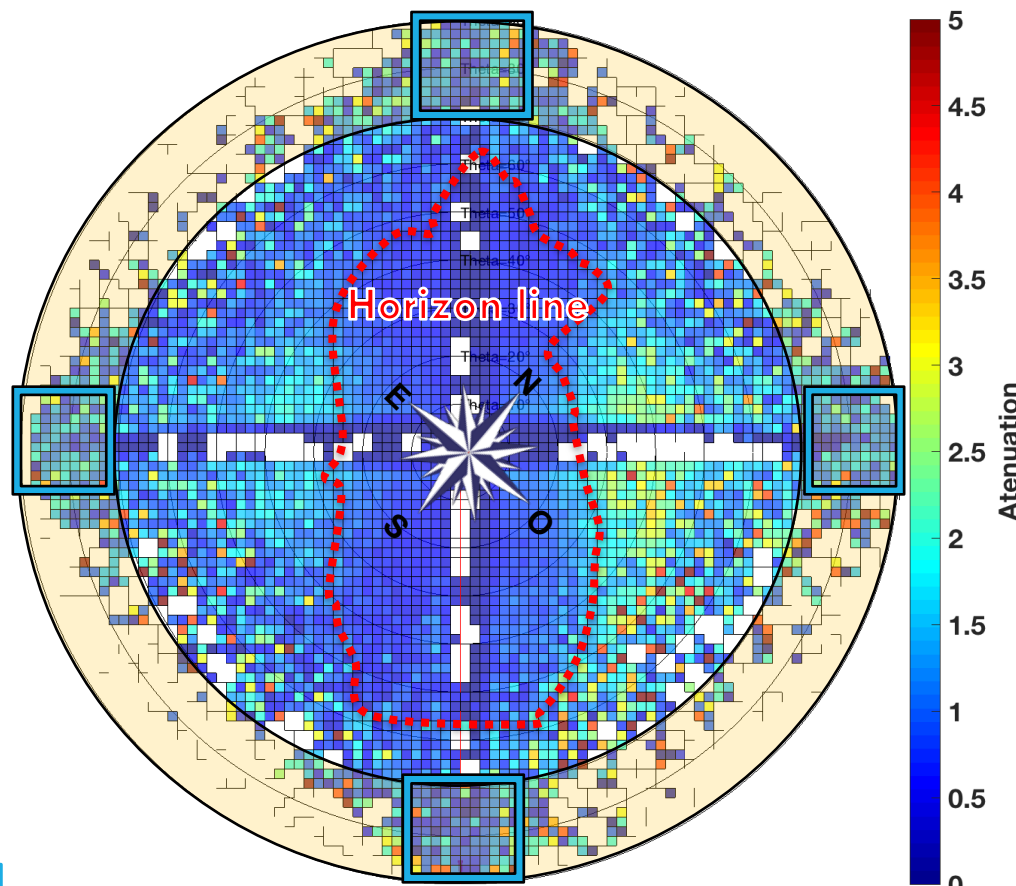 Theta=60°
Theta=50°
Theta=40°
Horizon line
Theta=20°
E
N
S
O
5
4.5
4
3.5
3
2.5
2
1.5
1
0.5
0
Atenuation